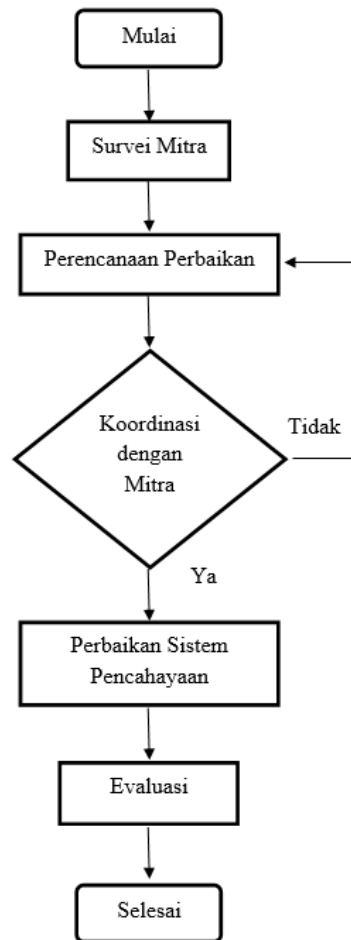 Mulai
Survei Mitra
Perencanaan Perbaikan
Koordinasi
dengan
Mitra
Tidak
Ya
Perbaikan Sistem
Pencahayaan
Evaluasi
Selesai